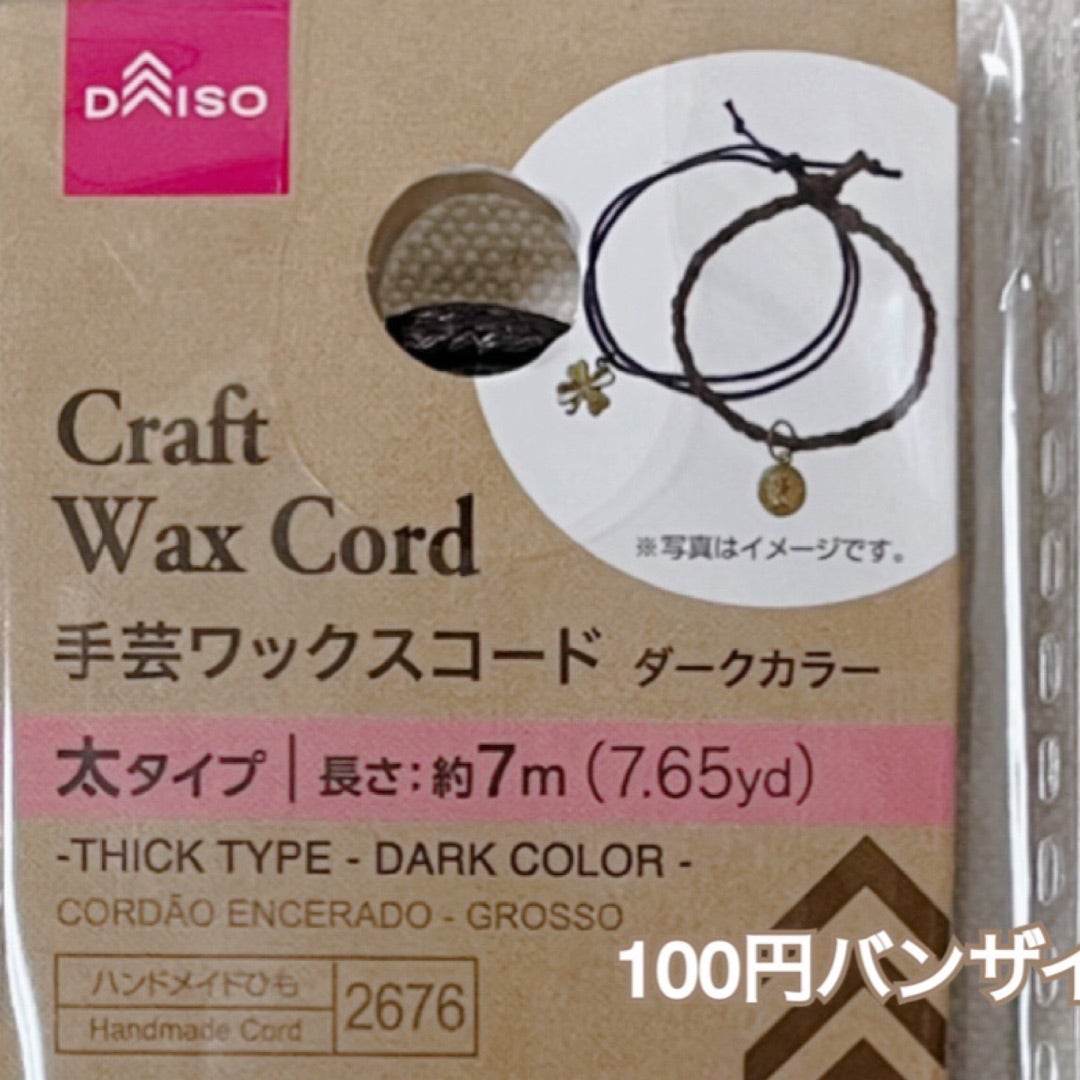 DAISO
Craft
Wax Cord
※写真はイメージです。
手芸ワックスコード ダークカラー
太タイプ | 長さ：約7m (7.65yd)
-THICK TYPE - DARK COLOR -
CORDÃO ENCERADO - GROSSO
ハンドメイドひも
Handmade Cord
2676
100円バンザイ